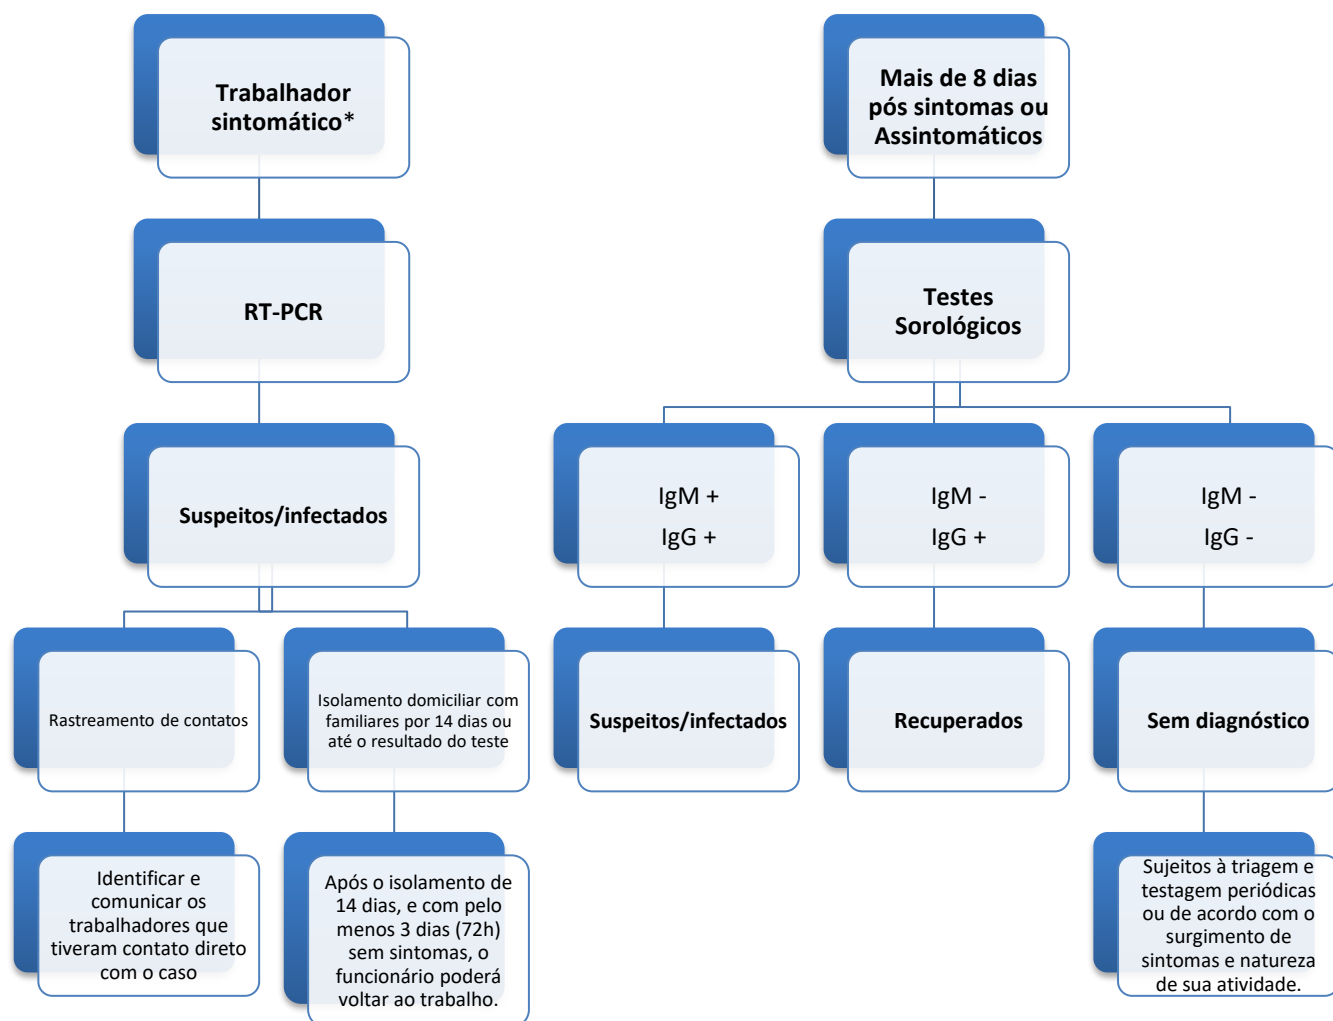 Trabalhador
sintomático*
Mais de 8 dias
pós sintomas ou
Assintomáticos
RT-PCR
Testes
Sorológicos
Suspeitos/infectados
IgM +
IgG +
IgM -
IgG +
IgM -
IgG -
Rastreamento de contatos
Isolamento domiciliar com
familiares por 14 dias ou
até o resultado do teste
Suspeitos/infectados
Recuperados
Sem diagnóstico
Identificar e
comunicar os
trabalhadores que
tiveram contato direto
com o caso
Após o isolamento de
14 dias, e com pelo
menos 3 dias (72h)
sem sintomas, o
funcionário poderá
voltar ao trabalho.
Sujeitos à triagem e
testagem periódicas
ou de acordo com o
surgimento de
sintomas e natureza
de sua atividade.